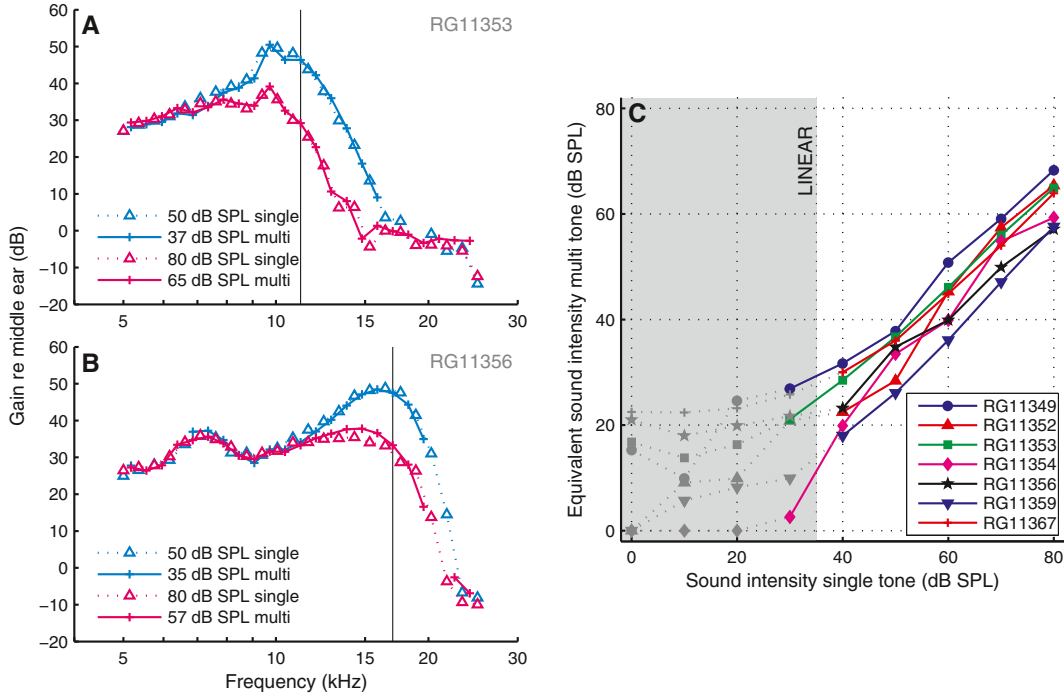 A
RG11353
60
50
40
30
20
10
0
−10
−20
50 dB SPL single
37 dB SPL multi
80 dB SPL single
65 dB SPL multi
5
10
15
20
30
B
RG11356
60
50
40
30
20
10
0
−10
−20
50 dB SPL single
35 dB SPL multi
80 dB SPL single
57 dB SPL multi
5
10
15
20
30
Frequency (kHz)
Gain re middle ear (dB)
C
LINEAR
80
60
40
20
0
Equivalent sound intensity multi tone (dB SPL)
RG11349
RG11352
RG11353
RG11354
RG11356
RG11359
RG11367
0
20
40
60
80
Sound intensity single tone (dB SPL)